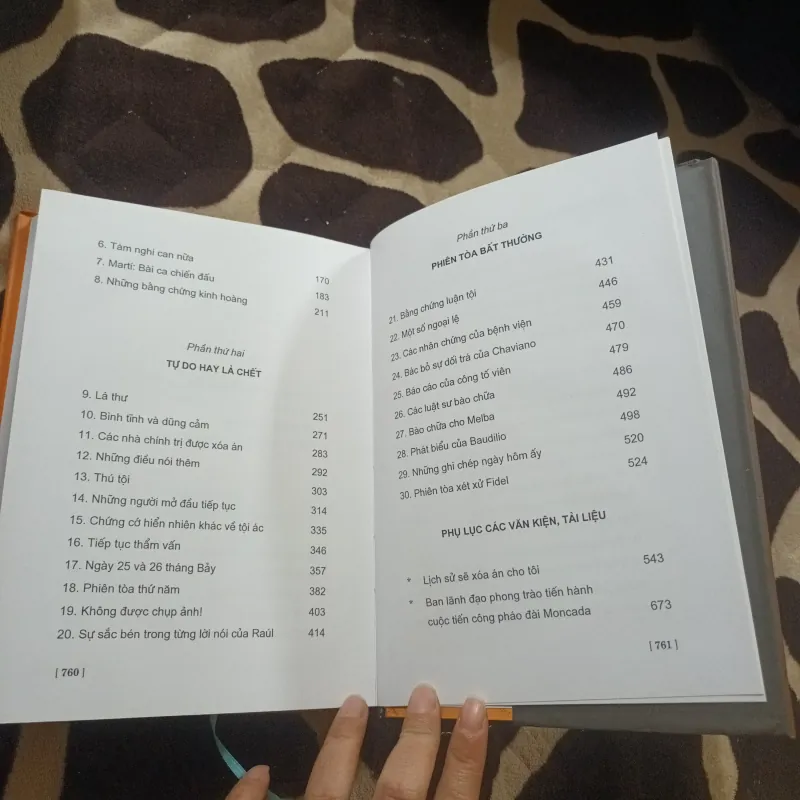 6. Tám nghi can nữa 170
7. Martí: Bài ca chiến đấu 183
8. Những bằng chứng kinh hoàng 211
Phần thứ hai
TỰ DO HAY LÀ CHẾT
9. Lá thư 251
10. Bình tĩnh và dũng cảm 271
11. Các nhà chính trị được xóa án 283
12. Những điều nói thêm 292
13. Thú tội 303
14. Những người mở đầu tiếp tục 314
15. Chứng cớ hiển nhiên khác về tội ác 335
16. Tiếp tục thẩm vấn 346
17. Ngày 25 và 26 tháng Bảy 357
18. Phiên tòa thứ năm 382
19. Không được chụp ảnh! 403
20. Sự sắc bén trong từng lời nói của Raúl 414
| 760 |
Phần thứ ba
PHIÊN TÒA BẤT THƯỜNG
21. Bằng chứng luận tội 431
22. Một số ngoại lệ 446
23. Các nhân chứng của bệnh viện 459
24. Bác bỏ sự dối trá của Chaviano 470
25. Báo cáo của công tố viên 479
26. Các luật sư bào chữa 486
27. Bào chữa cho Melba 492
28. Phát biểu của Baudilio 498
29. Những ghi chép ngày hôm ấy 520
30. Phiên tòa xét xử Fidel 524
PHỤ LỤC CÁC VĂN KIỆN, TÀI LIỆU
* Lịch sử sẽ xóa án cho tôi 543
* Ban lãnh đạo phong trào tiến hành
cuộc tiến công pháo đài Moncada 673
| 761 |